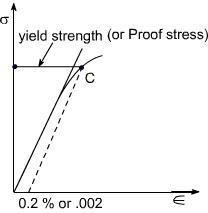 σ
yield strength (or Proof stress)
C
0.2 % or .002
∈